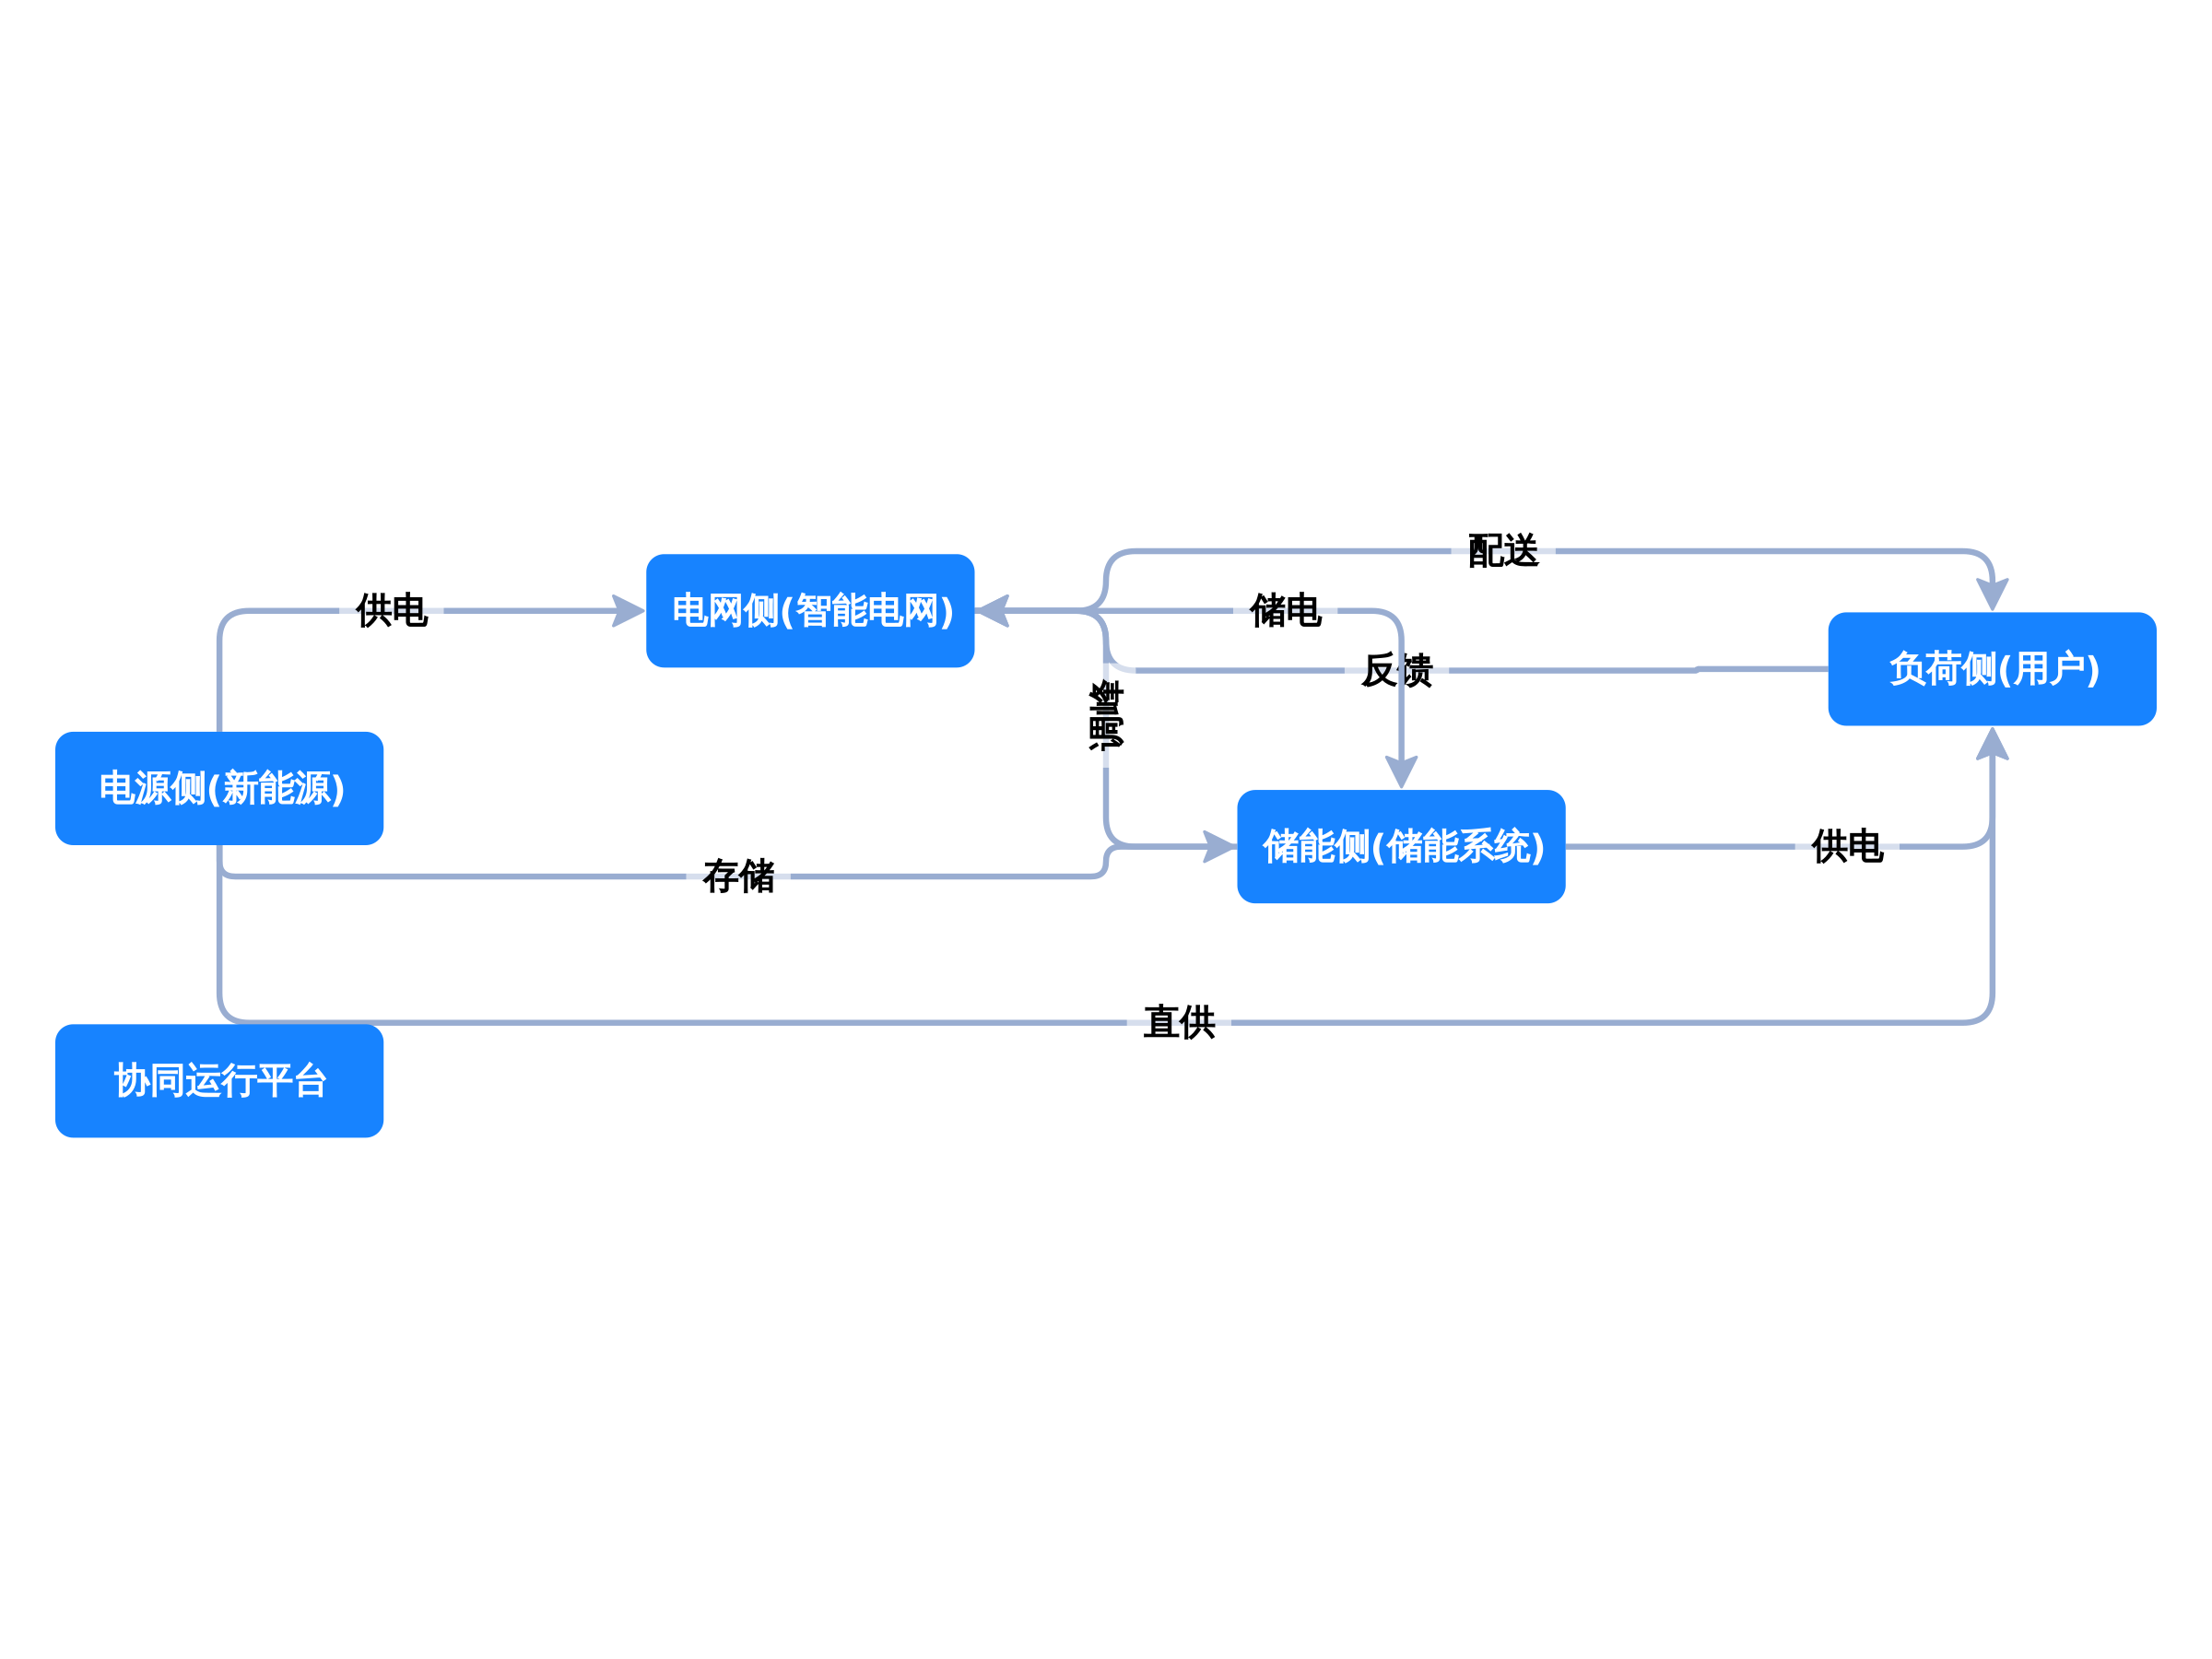 配送
供电
电网侧(智能电网)
储电
反馈
负荷侧(用户)
调峰
电源侧(新能源)
储能侧(储能系统)
供电
存储
直供
协同运行平台